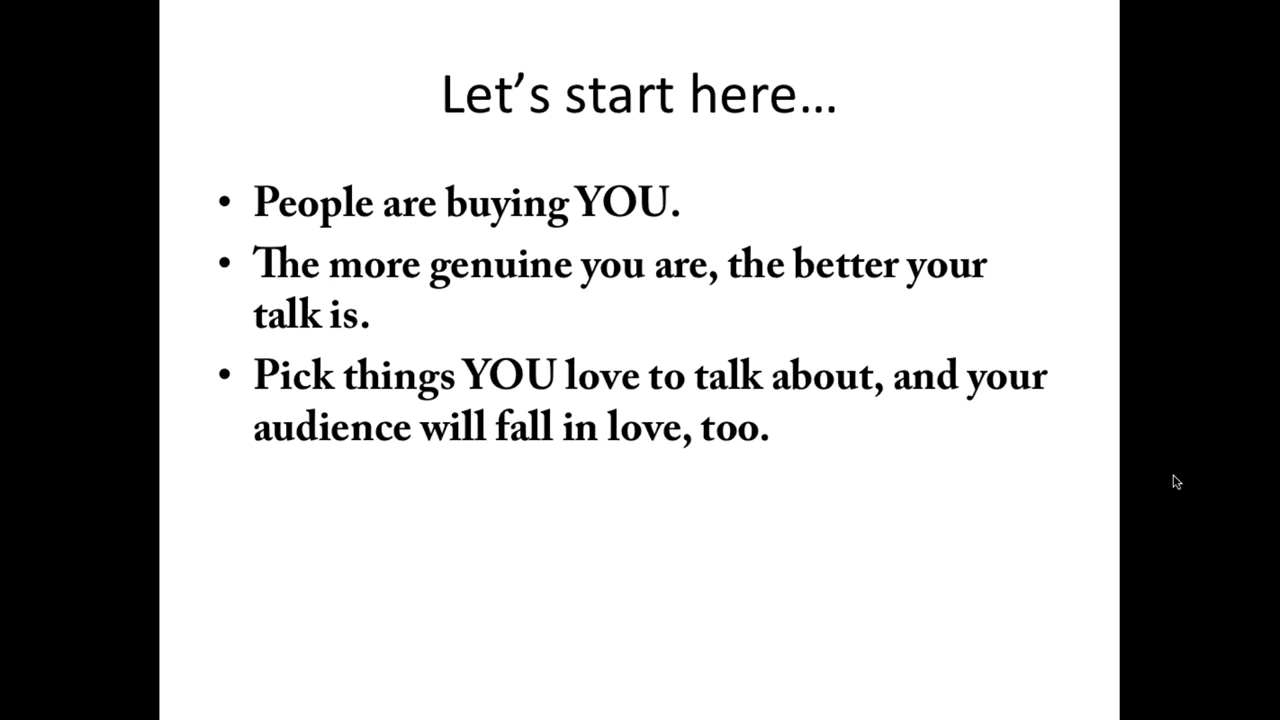 Let’s start here…
• People are buying YOU.
• The more genuine you are, the better your
talk is.
• Pick things YOU love to talk about, and your
audience will fall in love, too.